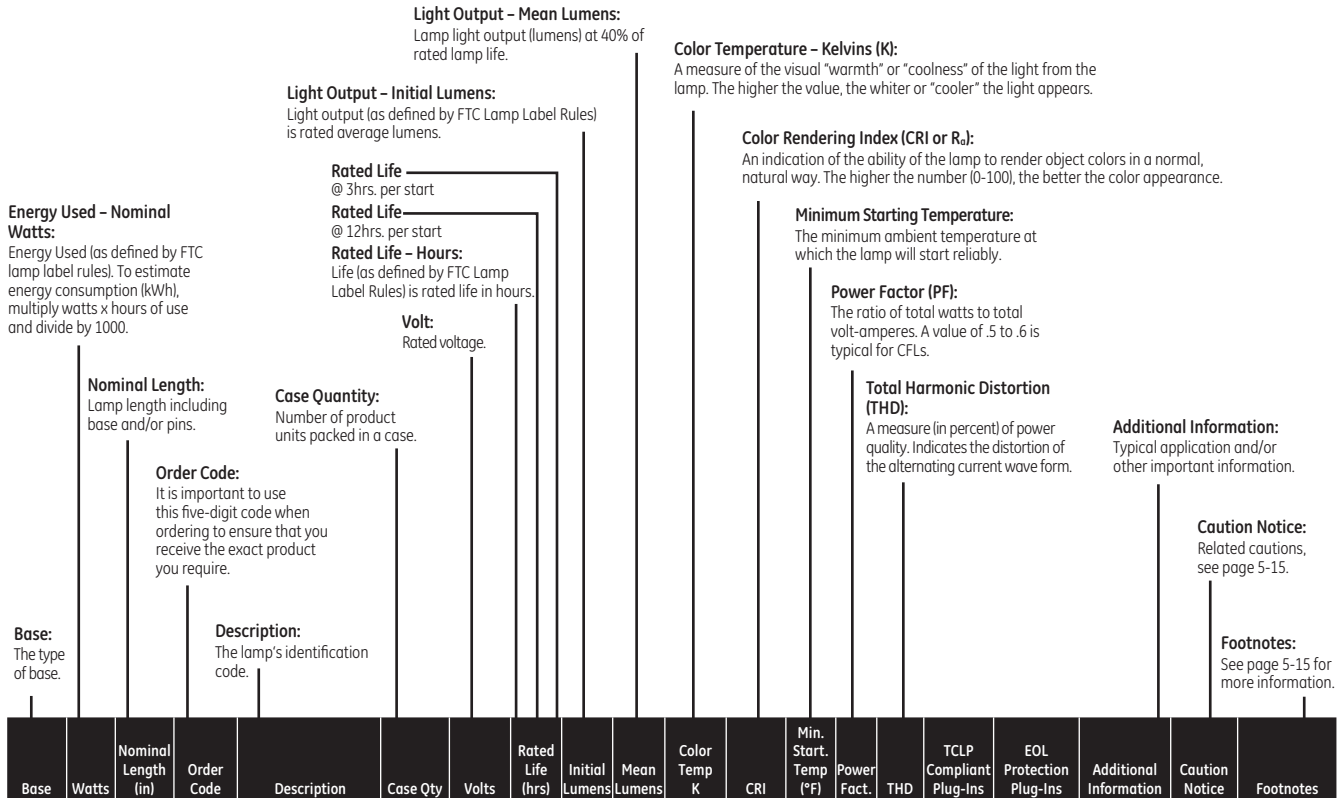 Light Output – Mean Lumens:
Lamp light output (lumens) at 40% of
rated lamp life.
Color Temperature – Kelvins (K):
A measure of the visual "warmth" or "coolness" of the light from the
lamp. The higher the value, the whiter or "cooler" the light appears.
Light Output – Initial Lumens:
Light output (as defined by FTC Lamp Label Rules)
is rated average lumens.
Color Rendering Index (CRI or Rₐ):
An indication of the ability of the lamp to render object colors in a normal,
natural way. The higher the number (0-100), the better the color appearance.
Rated Life
@ 3hrs. per start
Rated Life
@ 12hrs. per start
Rated Life – Hours:
Life (as defined by FTC Lamp
Label Rules) is rated life in hours.
Energy Used – Nominal
Watts:
Energy Used (as defined by FTC
lamp label rules). To estimate
energy consumption (kWh),
multiply watts x hours of use
and divide by 1000.
Minimum Starting Temperature:
The minimum ambient temperature at
which the lamp will start reliably.
Power Factor (PF):
The ratio of total watts to total
volt-amperes. A value of .5 to .6 is
typical for CFLs.
Volt:
Rated voltage.
Nominal Length:
Lamp length including
base and/or pins.
Case Quantity:
Number of product
units packed in a case.
Total Harmonic Distortion
(THD):
A measure (in percent) of power
quality. Indicates the distortion of
the alternating current wave form.
Additional Information:
Typical application and/or
other important information.
Order Code:
It is important to use
this five-digit code when
ordering to ensure that you
receive the exact product
you require.
Caution Notice:
Related cautions,
see page 5-15.
Base:
The type
of base.
Description:
The lamp's identification
code.
Footnotes:
See page 5-15 for
more information.
Base
Watts
Nominal
Length
(in)
Order
Code
Description
Case Qty
Volts
Rated
Life
(hrs)
Initial
Lumens
Mean
Lumens
Color
Temp
K
CRI
Min.
Start.
Temp
(°F)
Power
Fact.
THD
TCLP
Compliant
Plug-Ins
EOL
Protection
Plug-Ins
Additional
Information
Caution
Notice
Footnotes